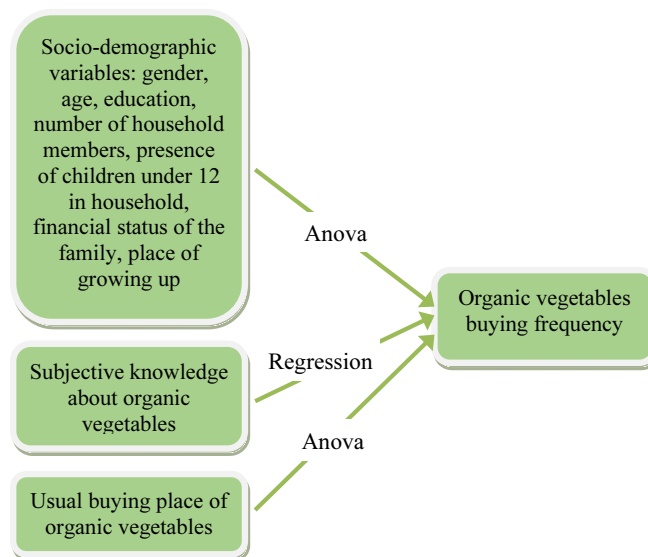 Socio-demographic
variables: gender,
age, education,
number of household
members, presence
of children under 12
in household,
financial status of the
family, place of
growing up
Anova
Organic vegetables
buying frequency
Subjective knowledge
about organic
vegetables
Regression
Anova
Usual buying place of
organic vegetables